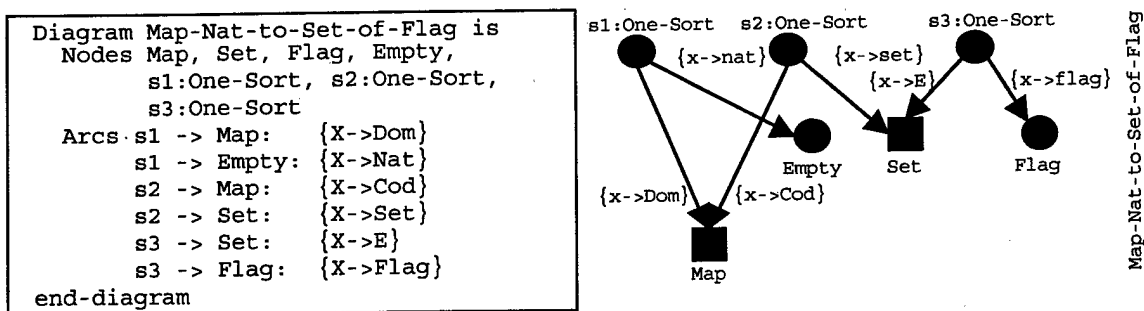 Diagram Map-Nat-to-Set-of-Flag is
Nodes Map, Set, Flag, Empty,
s1:One-Sort, s2:One-Sort,
s3:One-Sort
Arcs s1 -> Map: {X->Dom}
s1 -> Empty: {X->Nat}
s2 -> Map: {X->Cod}
s2 -> Set: {X->Set}
s3 -> Set: {X->E}
s3 -> Flag: {X->Flag}
end-diagram
s1:One-Sort s2:One-Sort s3:One-Sort
{x->nat} {x->set}
{x->E} {x->flag}
Empty Set Flag
{x->Dom} {x->Cod}
Map
Map-Nat-to-Set-of-Flag